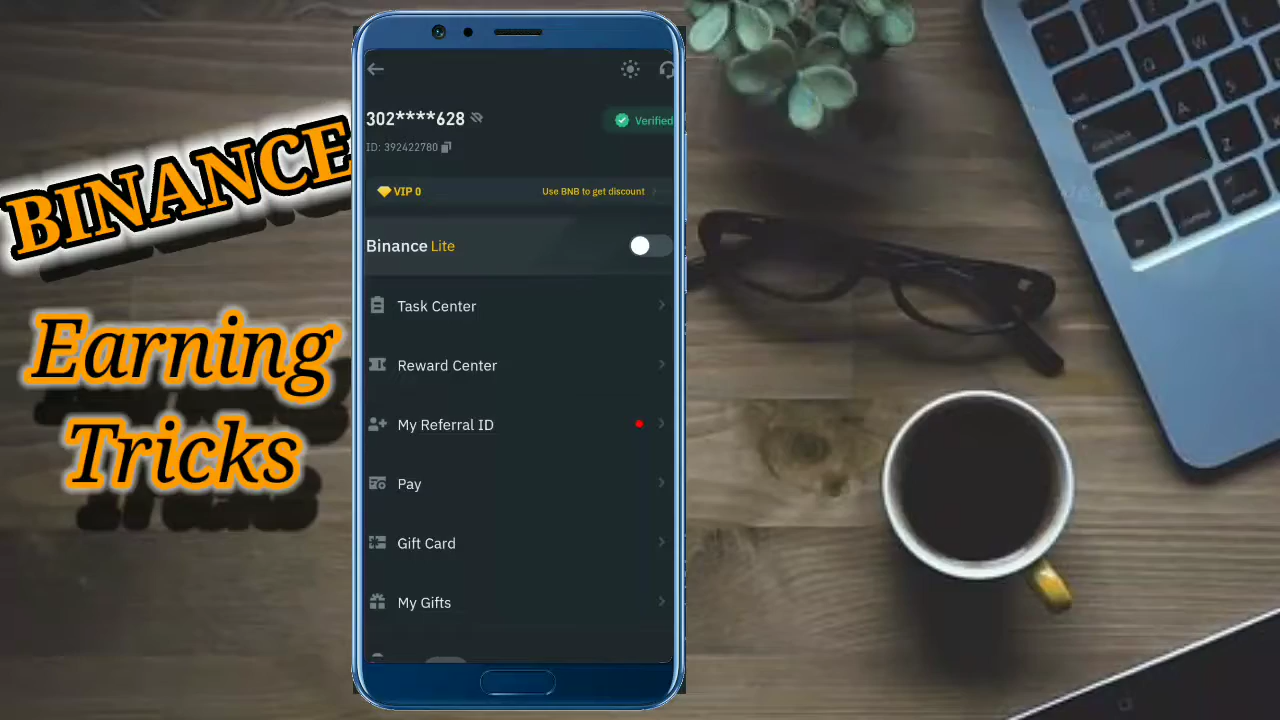 BINANCE
Earning
Tricks
302****628
Verified
ID: 392422780
VIP 0
Use BNB to get discount
Binance Lite
Task Center
Reward Center
My Referral ID
Pay
Gift Card
My Gifts